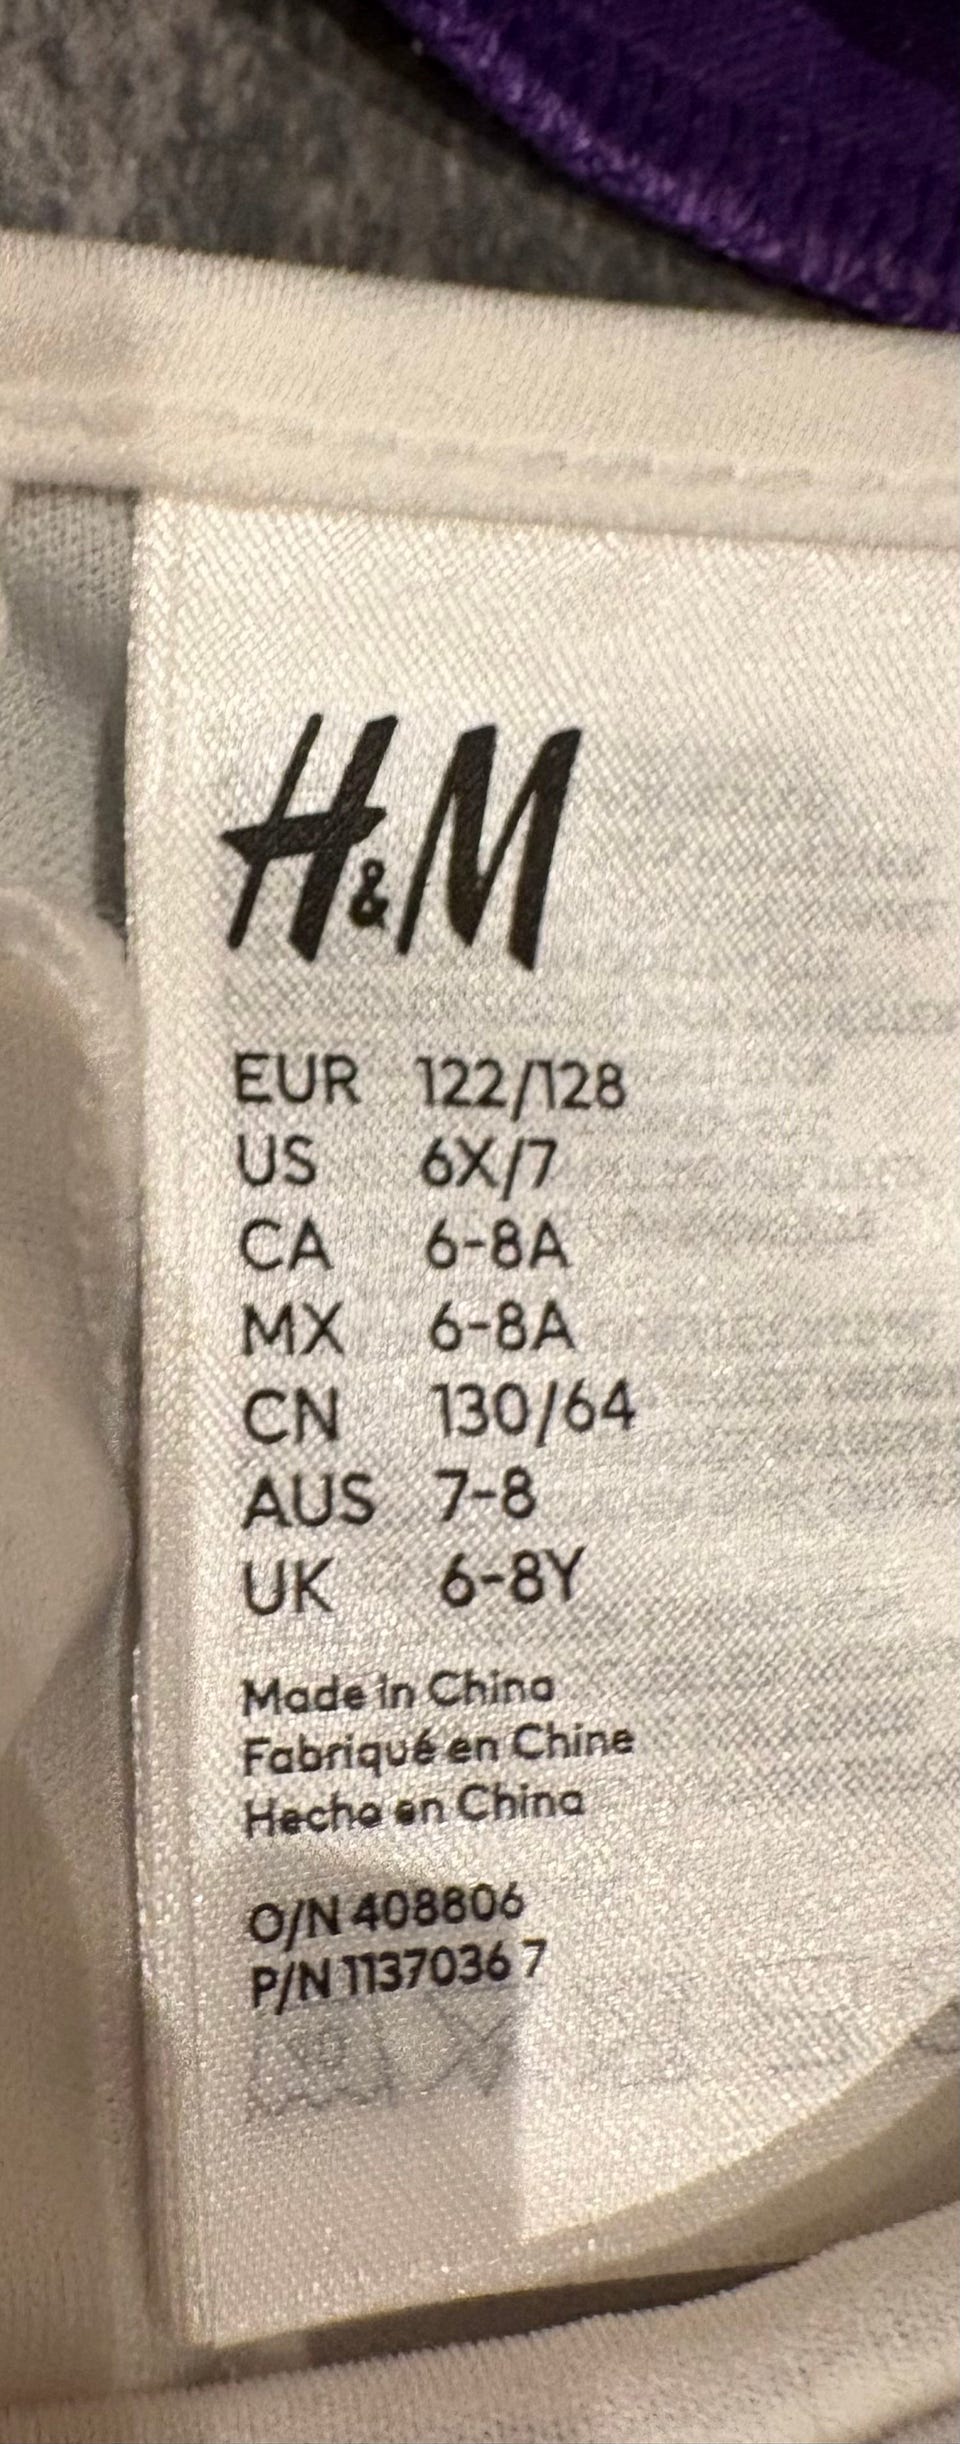 H&M
EUR 122/128
US 6X/7
CA 6-8A
MX 6-8A
CN 130/64
AUS 7-8
UK 6-8Y
Made in China
Fabriqué en Chine
Hecho en China
O/N 408806
P/N 1137036 7